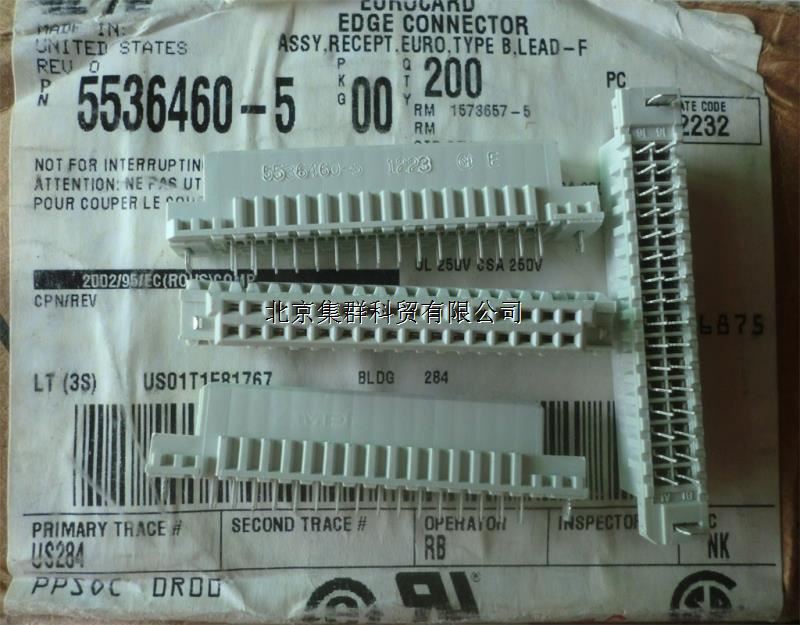 EUROCARD
MADE IN:
EDGE CONNECTOR
UNITED STATES
ASSY,RECEPT,EURO,TYPE B,LEAD-F
REV O
PN 5536460-5
PKG 00
QTY 200
PC
RM 1573657-5
RM
DATE CODE
2232
NOT FOR INTERRUPTIN
ATTENTION: NE PAS UT
POUR COUPER LE
5536460-5 1223 E
UL 250V CSA 250V
2002/95/EC(ROHS)COMP
CPN/REV
北京集群科贸有限公司
6875
LT (3S) US01T1E81767 BLDG 284
PRIMARY TRACE # SECOND TRACE # OPERATOR INSPECTOR
US284 RB NK